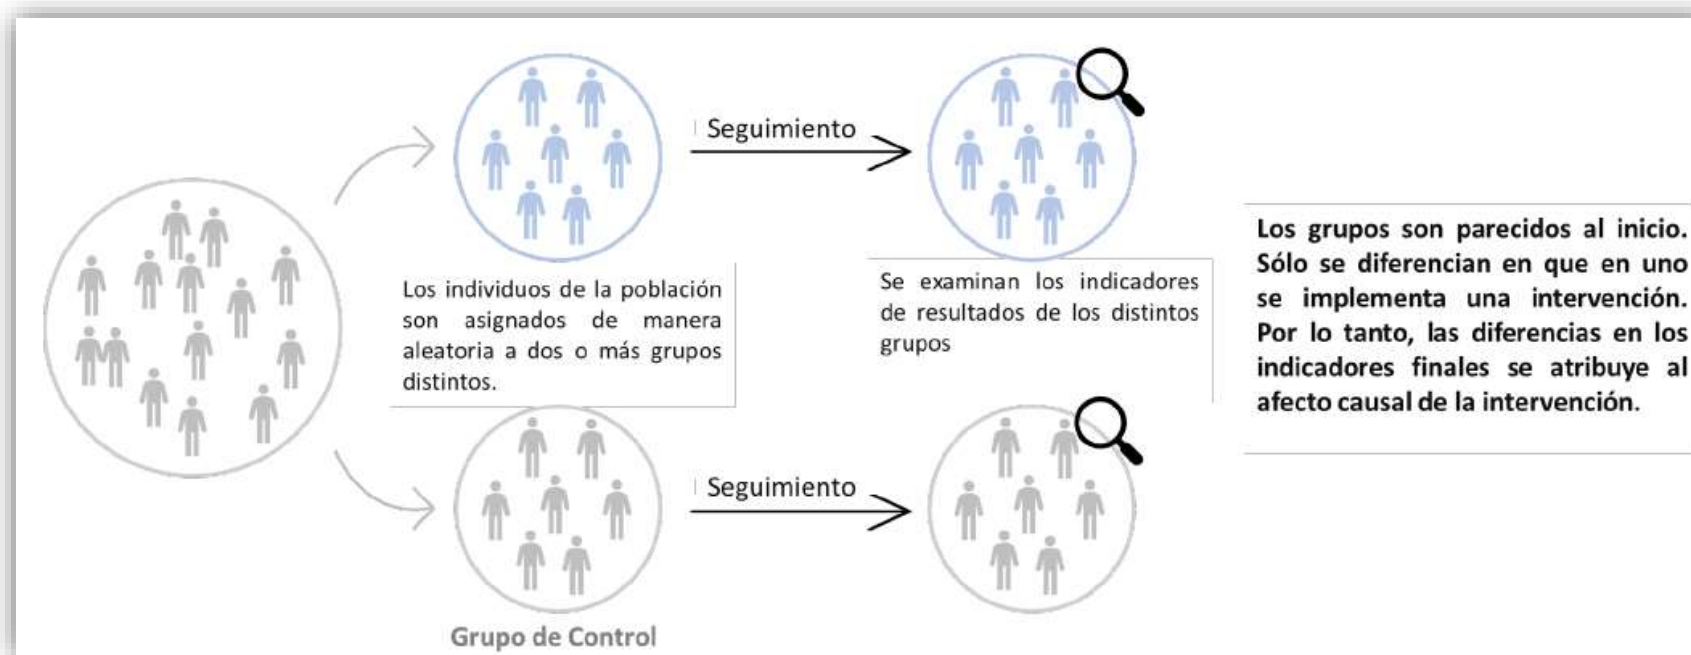 Seguimiento
Los individuos de la población
son asignados de manera
aleatoria a dos o más grupos
distintos.
Se examinan los indicadores
de resultados de los distintos
grupos
Los grupos son parecidos al inicio.
Sólo se diferencian en que en uno
se implementa una intervención.
Por lo tanto, las diferencias en los
indicadores finales se atribuye al
afecto causal de la intervención.
Seguimiento
Grupo de Control